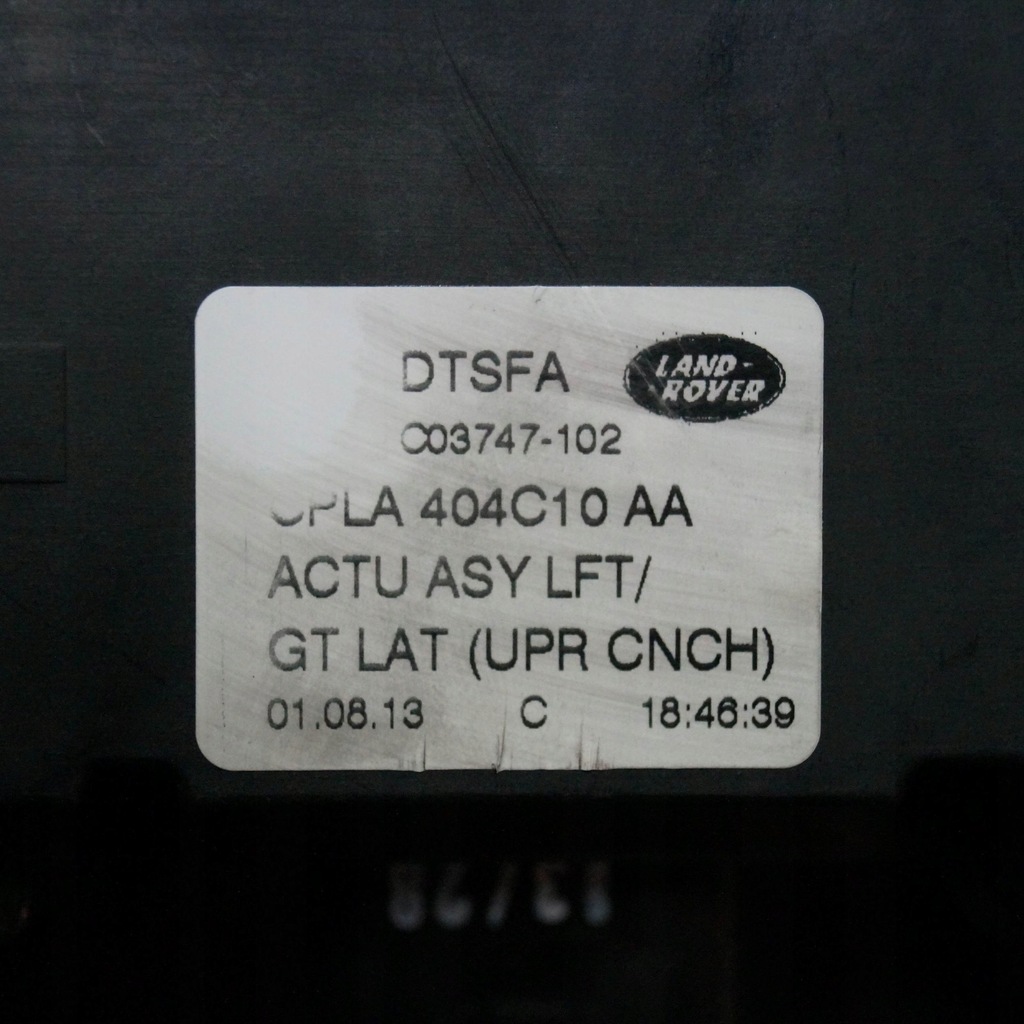 DTSFA
LAND-
ROVER
C03747-102
404C10 AA
ACTU ASY LFT/
GT LAT (UPR CNCH)
01.08.13 C 18:46:39